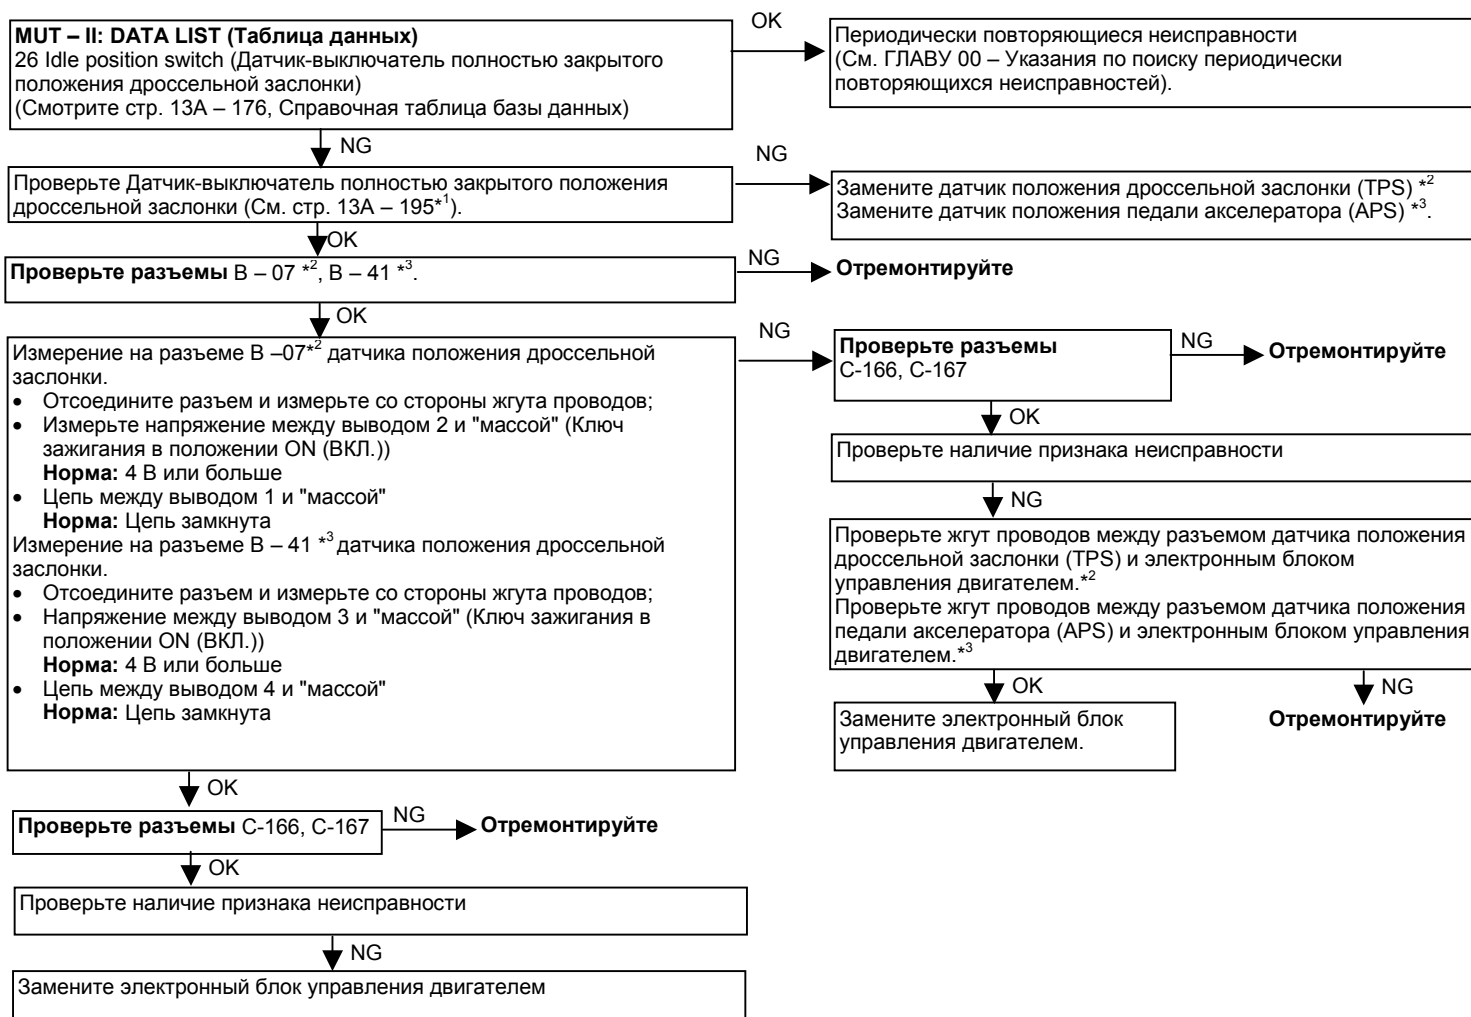 MUT – II: DATA LIST (Таблица данных)
26 Idle position switch (Датчик-выключатель полностью закрытого
положения дроссельной заслонки)
(Смотрите стр. 13А – 176, Справочная таблица базы данных)
OK
Периодически повторяющиеся неисправности
(См. ГЛАВУ 00 – Указания по поиску периодически
повторяющихся неисправностей).
NG
Проверьте Датчик-выключатель полностью закрытого положения
дроссельной заслонки (См. стр. 13А – 195*1).
NG
Замените датчик положения дроссельной заслонки (TPS) *2
Замените датчик положения педали акселератора (APS) *3.
OK
Проверьте разъемы B – 07 *2, B – 41 *3.
NG
Отремонтируйте
OK
Измерение на разъеме B –07*2 датчика положения дроссельной
заслонки.
• Отсоедините разъем и измерьте со стороны жгута проводов;
• Измерьте напряжение между выводом 2 и "массой" (Ключ
зажигания в положении ON (ВКЛ.))
Норма: 4 В или больше
• Цепь между выводом 1 и "массой"
Норма: Цепь замкнута
Измерение на разъеме B – 41 *3 датчика положения дроссельной
заслонки.
• Отсоедините разъем и измерьте со стороны жгута проводов;
• Напряжение между выводом 3 и "массой" (Ключ зажигания в
положении ON (ВКЛ.))
Норма: 4 В или больше
• Цепь между выводом 4 и "массой"
Норма: Цепь замкнута
NG
Проверьте разъемы
C-166, C-167
NG
Отремонтируйте
OK
Проверьте наличие признака неисправности
NG
Проверьте жгут проводов между разъемом датчика положения
дроссельной заслонки (TPS) и электронным блоком
управления двигателем.*2
Проверьте жгут проводов между разъемом датчика положения
педали акселератора (APS) и электронным блоком управления
двигателем.*3
OK
Замените электронный блок
управления двигателем.
NG
Отремонтируйте
OK
Проверьте разъемы C-166, C-167
NG
Отремонтируйте
OK
Проверьте наличие признака неисправности
NG
Замените электронный блок управления двигателем